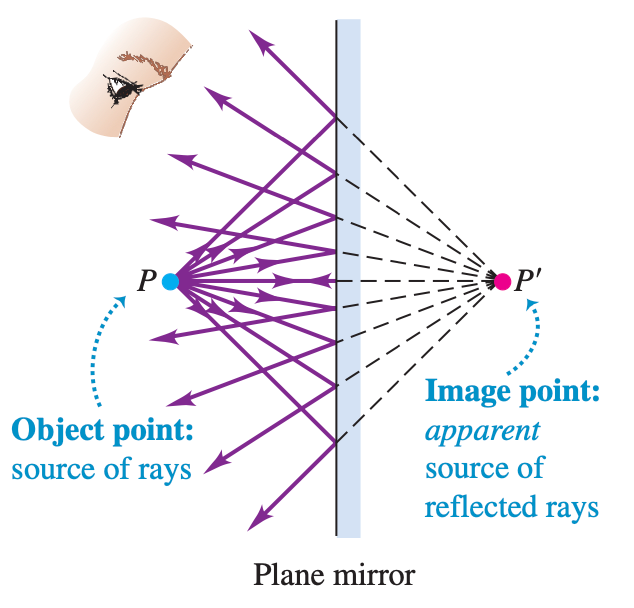 P
P′
Object point:
source of rays
Image point:
apparent
source of
reflected rays
Plane mirror